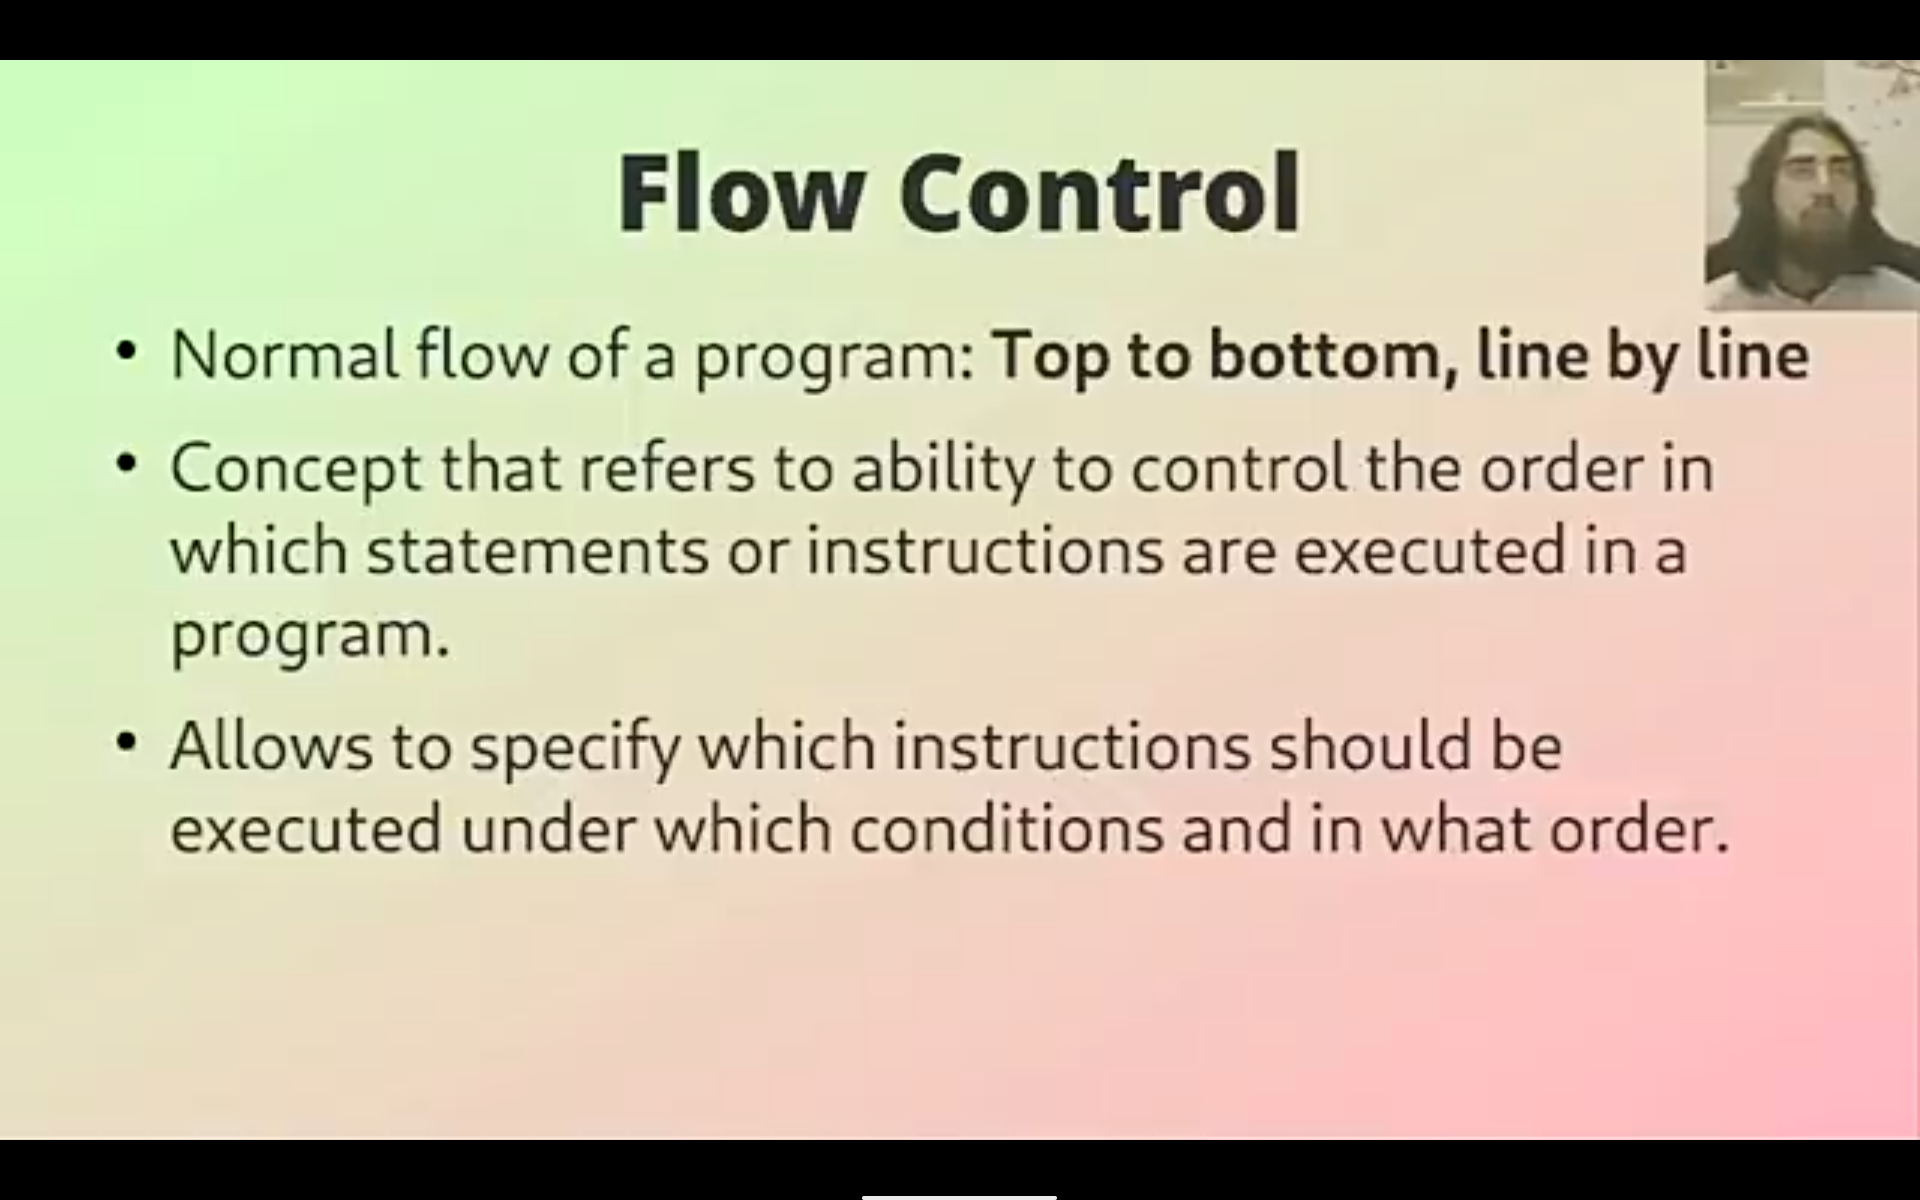 Flow Control
• Normal flow of a program: Top to bottom, line by line
• Concept that refers to ability to control the order in
which statements or instructions are executed in a
program.
• Allows to specify which instructions should be
executed under which conditions and in what order.